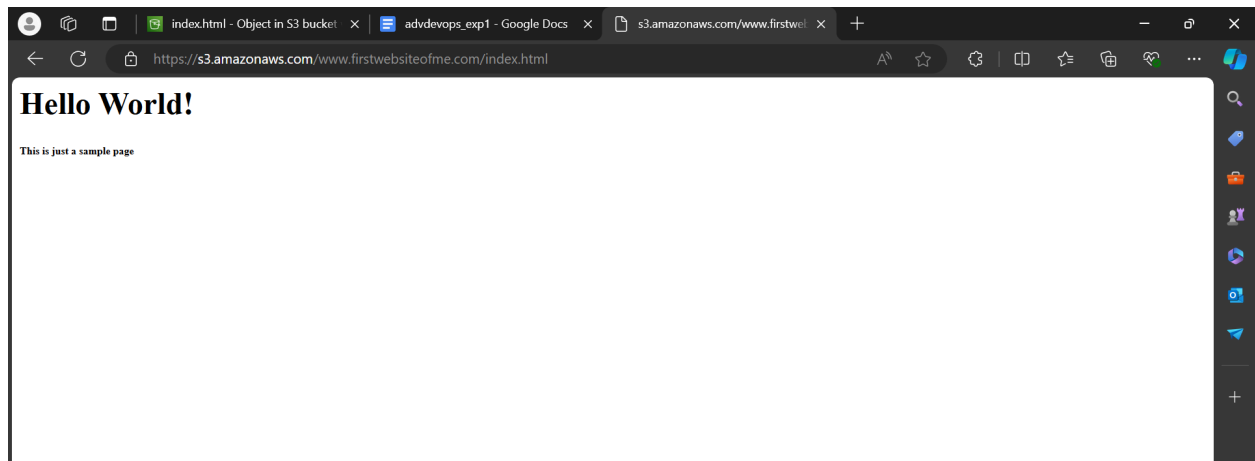 index.html - Object in S3 bucket
advdevops_exp1 - Google Docs
s3.amazonaws.com/www.firstwel
https://s3.amazonaws.com/www.firstwebsiteofme.com/index.html
Hello World!
This is just a sample page